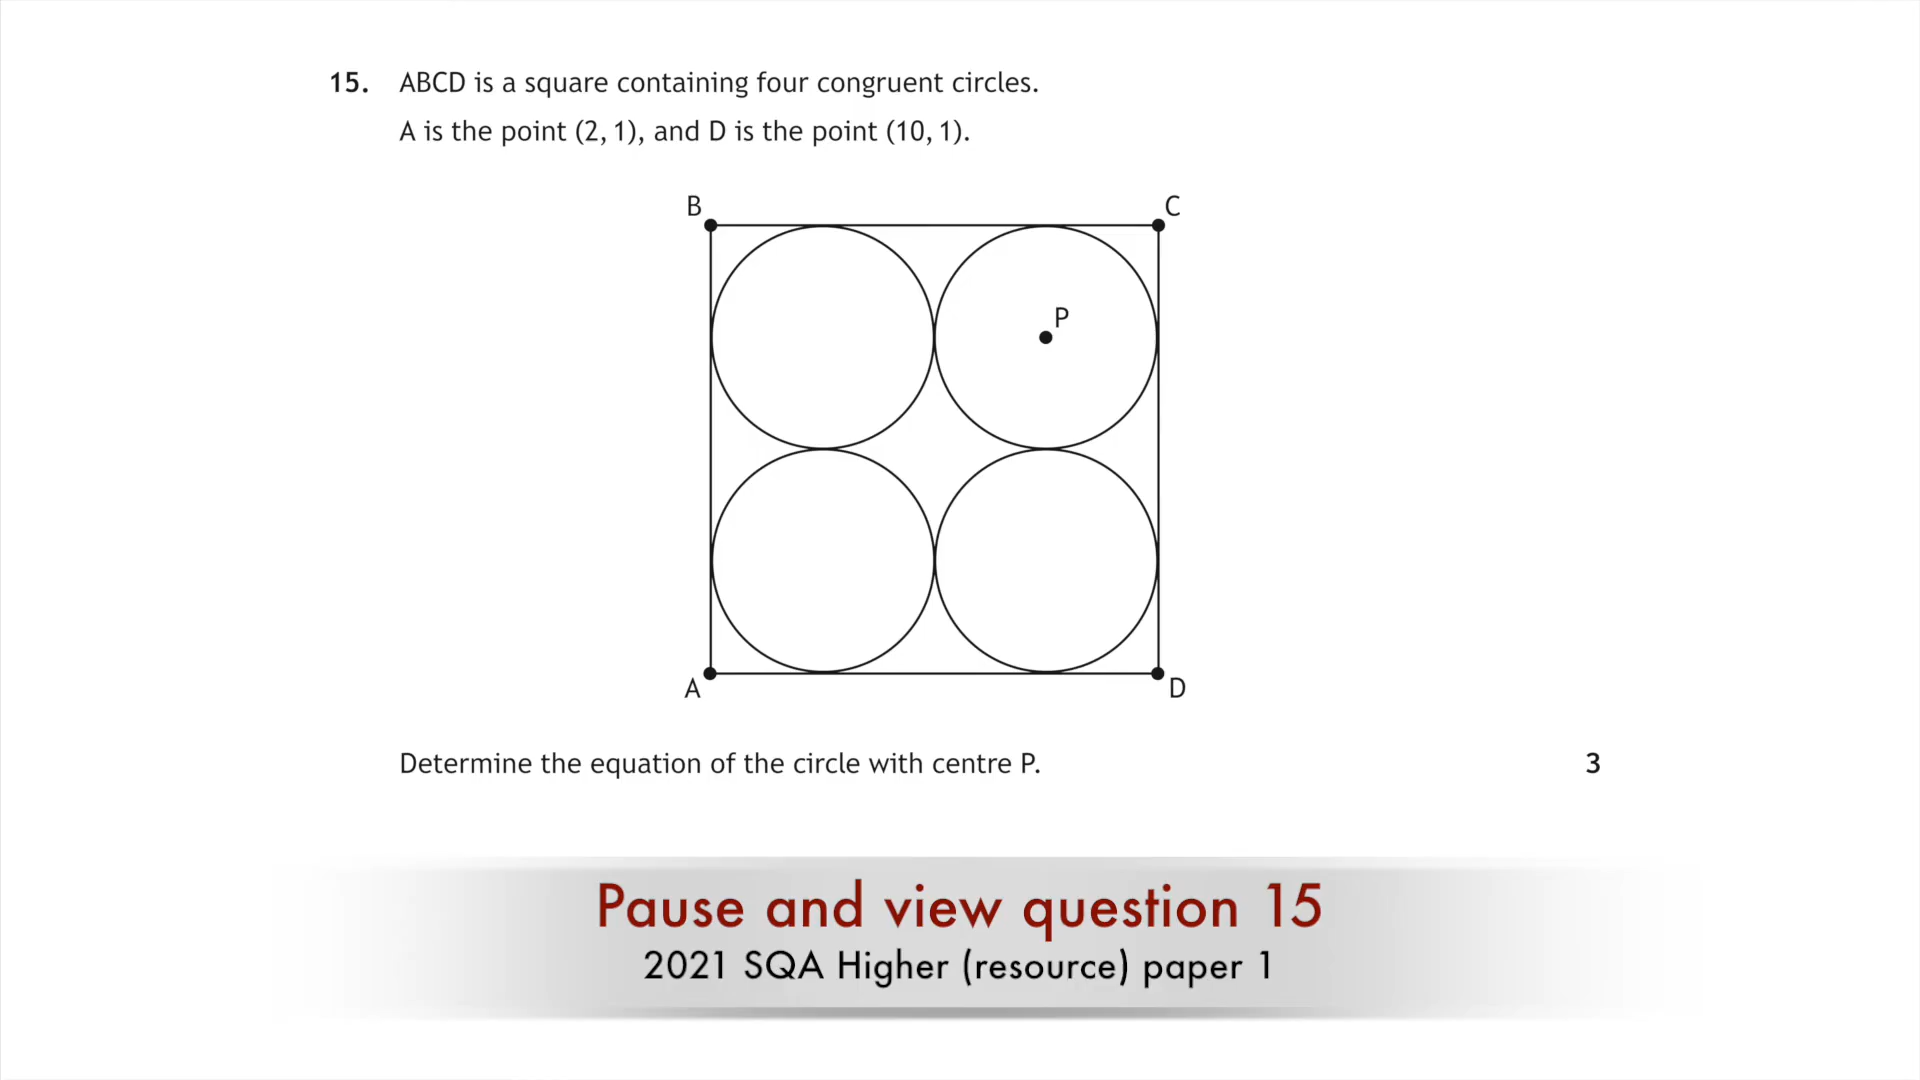 15. ABCD is a square containing four congruent circles.
A is the point (2, 1), and D is the point (10, 1).
B
C
P
A
D
Determine the equation of the circle with centre P. 3
Pause and view question 15
2021 SQA Higher (resource) paper 1